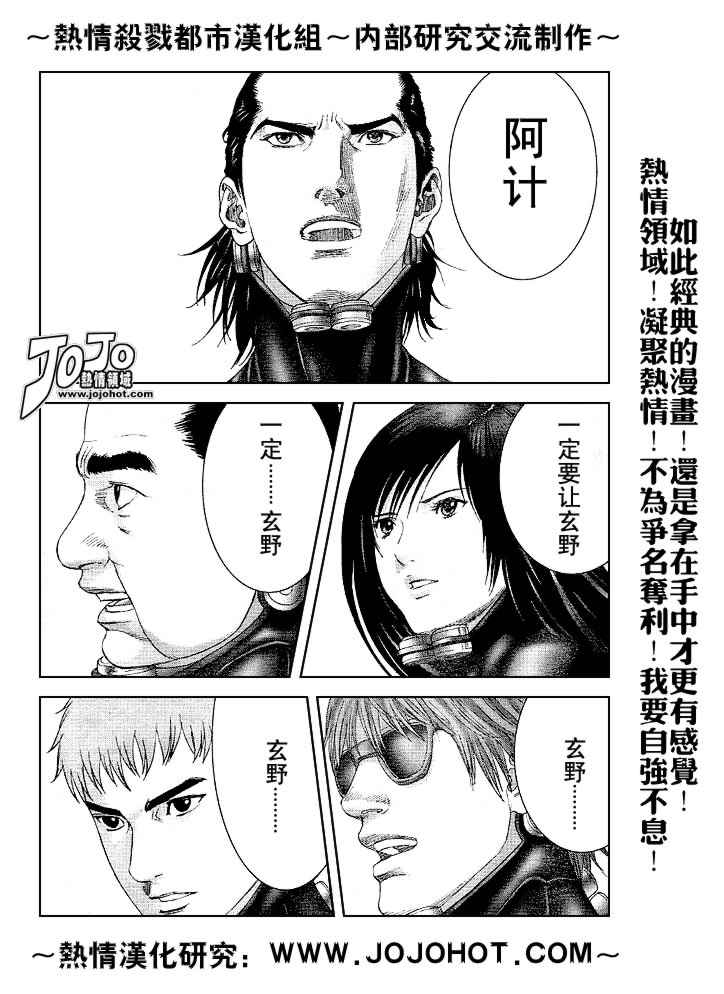 ～熱情殺戮都市漢化組～内部研究交流制作～
阿计
如此經典的漫畫！還是拿在手中才更有感覺！
熱情領域！凝聚熱情！不為爭名奪利！我要自強不息！
JOJO
熱情領域
www.jojohot.com
一定要让玄野
一定……玄野
玄野……
玄野……
～熱情漢化研究：WWW.JOJOHOT.COM～